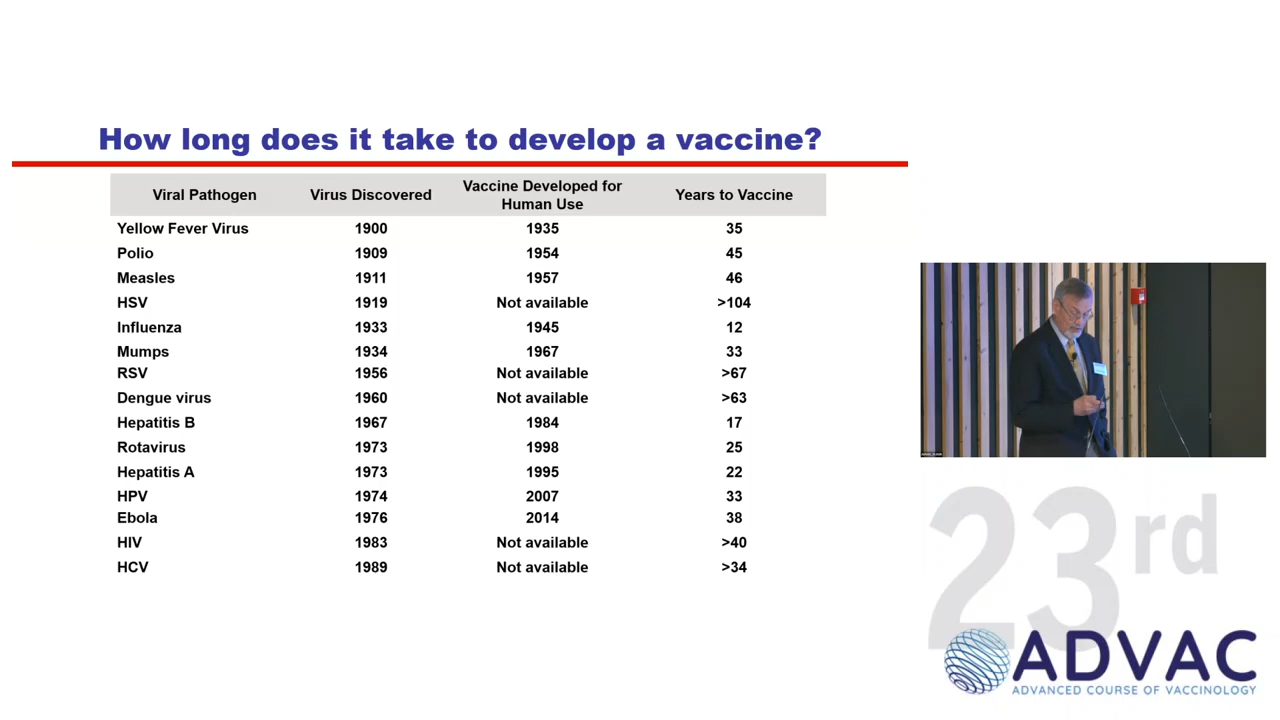 How long does it take to develop a vaccine?
Viral Pathogen Virus Discovered Vaccine Developed for Human Use Years to Vaccine
Yellow Fever Virus 1900 1935 35
Polio 1909 1954 45
Measles 1911 1957 46
HSV 1919 Not available >104
Influenza 1933 1945 12
Mumps 1934 1967 33
RSV 1956 Not available >67
Dengue virus 1960 Not available >63
Hepatitis B 1967 1984 17
Rotavirus 1973 1998 25
Hepatitis A 1973 1995 22
HPV 1974 2007 33
Ebola 1976 2014 38
HIV 1983 Not available >40
HCV 1989 Not available >34
23rd
ADVAC
ADVANCED COURSE OF VACCINOLOGY